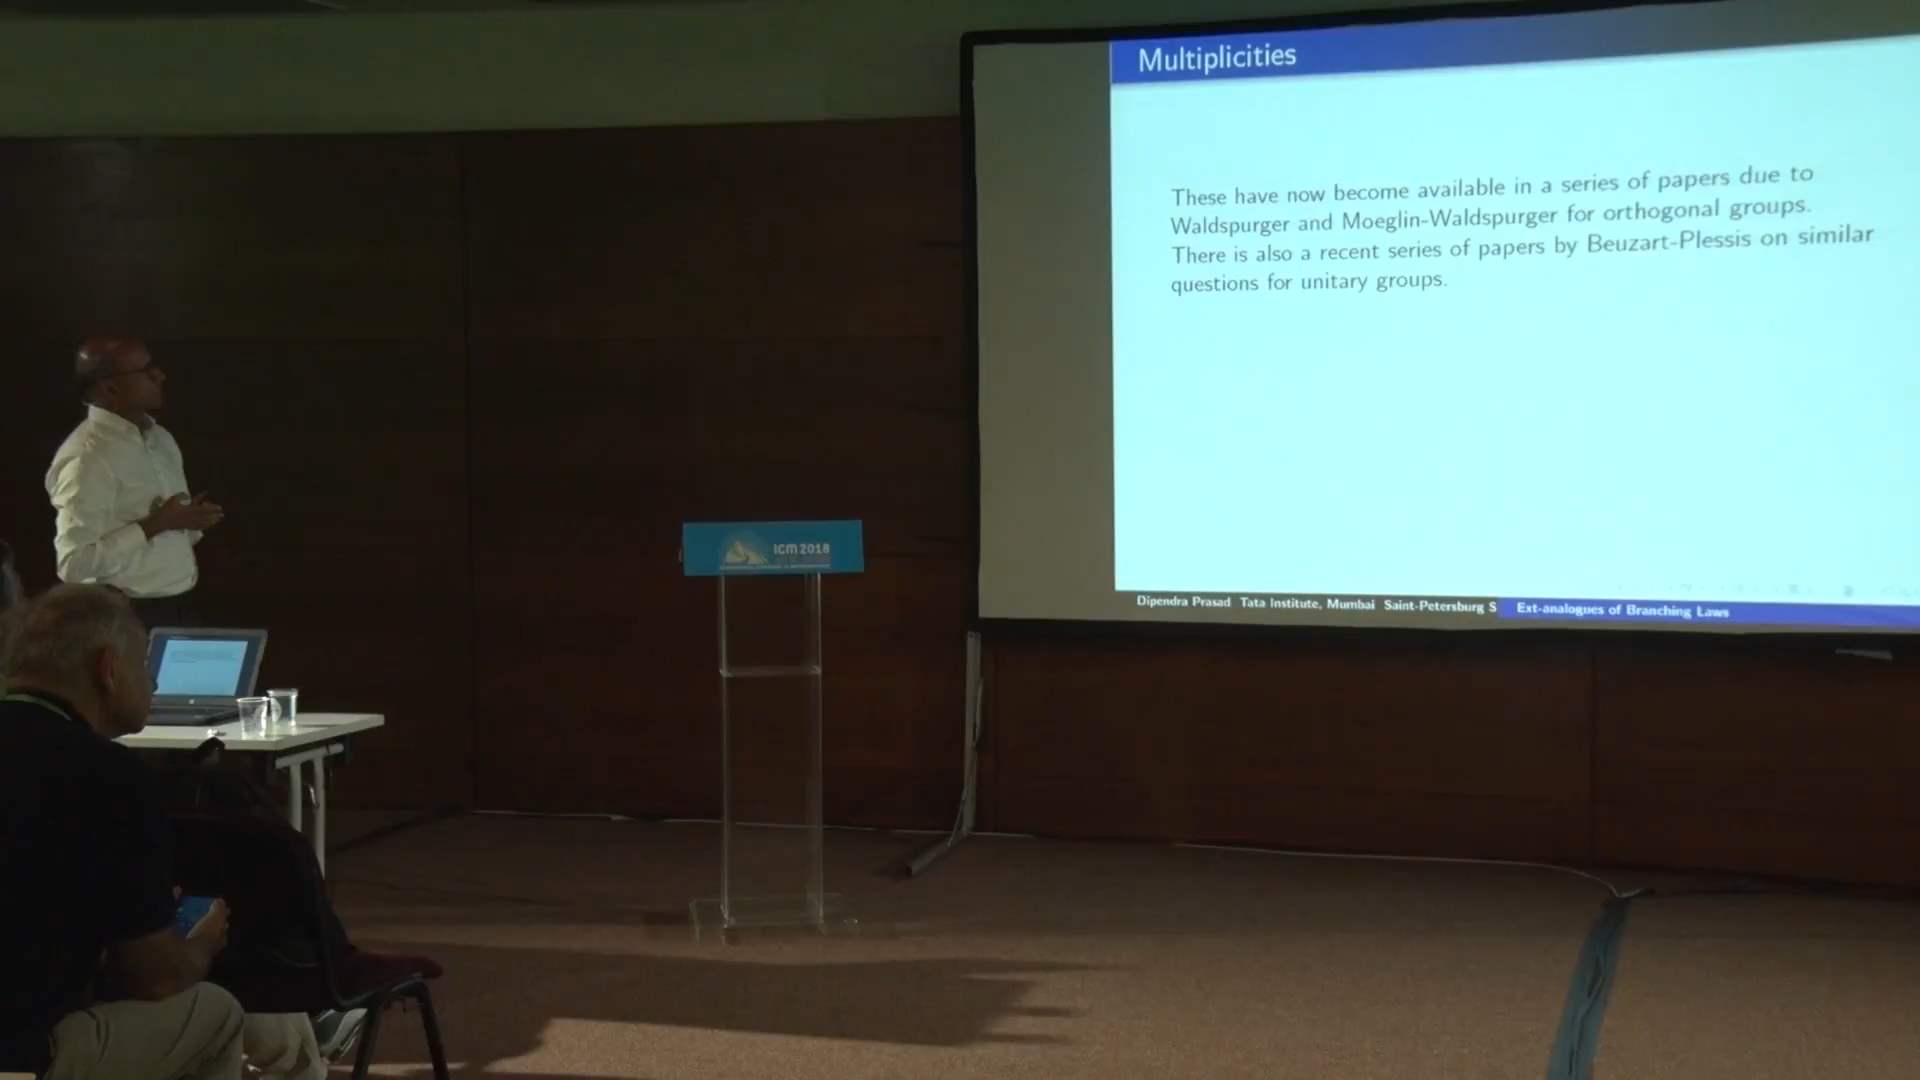 Multiplicities
These have now become available in a series of papers due to
Waldspurger and Moeglin-Waldspurger for orthogonal groups.
There is also a recent series of papers by Beuzart-Plessis on similar
questions for unitary groups.
Dipendra Prasad Tata Institute, Mumbai Saint-Petersburg S
Ext-analogues of Branching Laws
ICM 2018